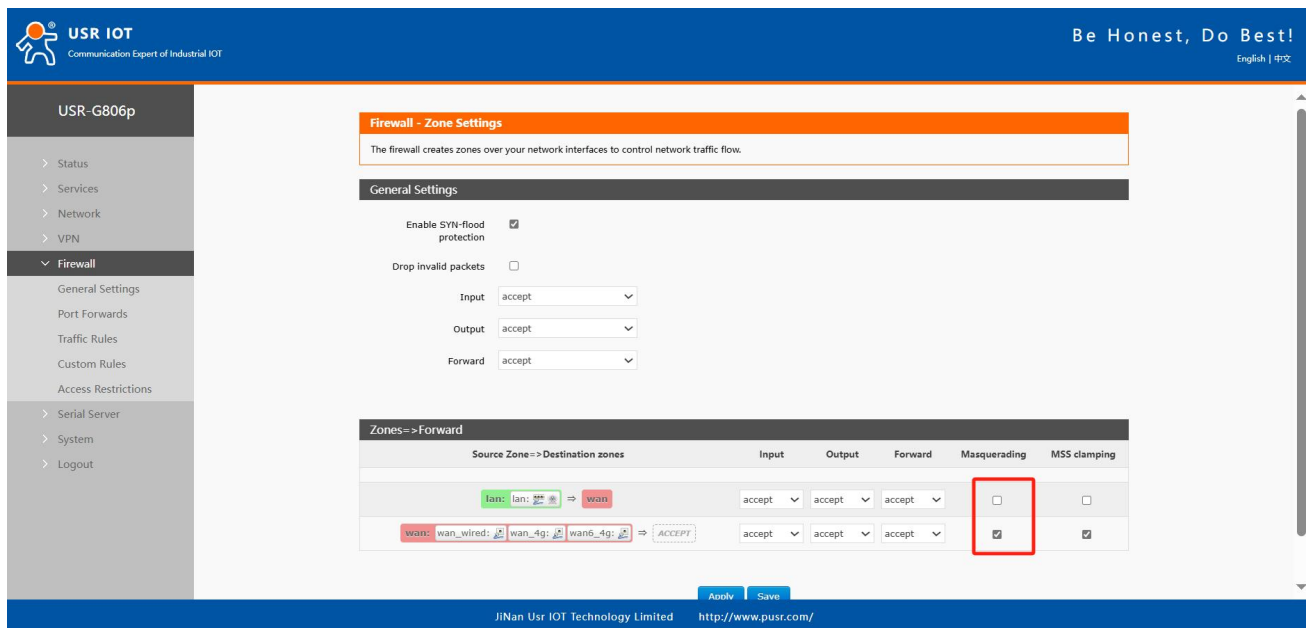 USR IOT
Communication Expert of Industrial IOT
Be Honest, Do Best!
English | 中文
USR-G806p
Status
Services
Network
VPN
Firewall
General Settings
Port Forwards
Traffic Rules
Custom Rules
Access Restrictions
Serial Server
System
Logout
Firewall - Zone Settings
The firewall creates zones over your network interfaces to control network traffic flow.
General Settings
Enable SYN-flood
protection
Drop invalid packets
Input accept
Output accept
Forward accept
Zones=>Forward
Source Zone=>Destination zones Input Output Forward Masquerading MSS clamping
lan: lan: ⇒ wan accept accept accept
wan: wan_wired: wan_4g: wan6_4g: ⇒ ACCEPT accept accept accept
Apply Save
JiNan Usr IOT Technology Limited http://www.pusr.com/